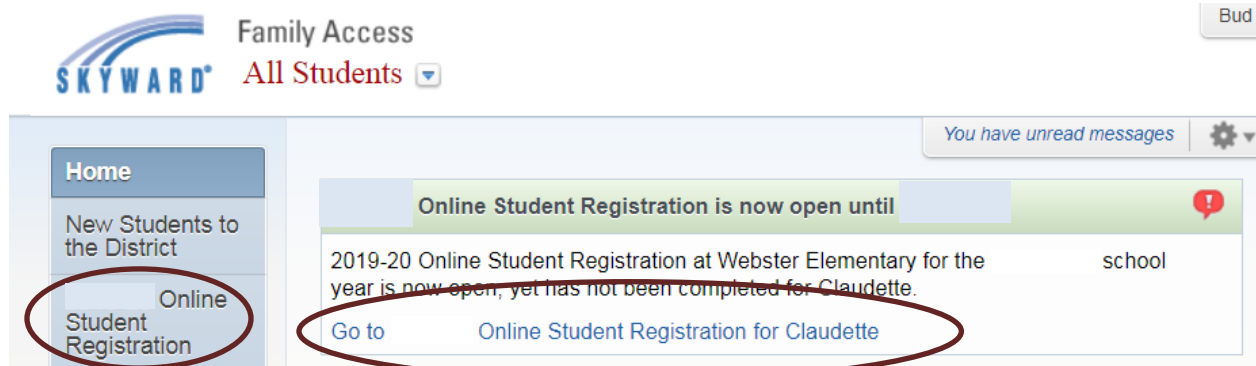 Bud
SKYWARD®
Family Access
All Students
You have unread messages
Home
New Students to
the District
Online
Student
Registration
Online Student Registration is now open until
2019-20 Online Student Registration at Webster Elementary for the school
year is now open, yet has not been completed for Claudette.
Go to Online Student Registration for Claudette